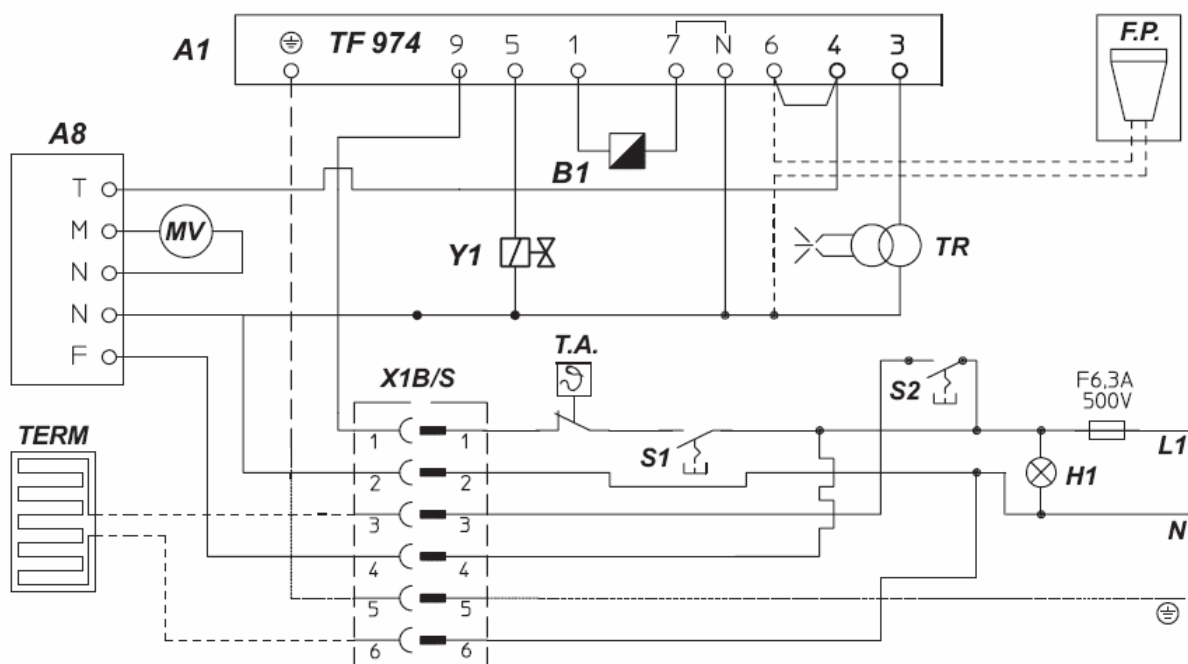 A1
TF 974 9 5 1 7 N 6 4 3
F.P.
A8
T
M
N
N
F
MV
B1
Y1
TR
T.A.
X1B/S
S2
F6,3A
500V
TERM
1 1
S1
L1
2 2
H1
3 3
N
4 4
5 5
6 6